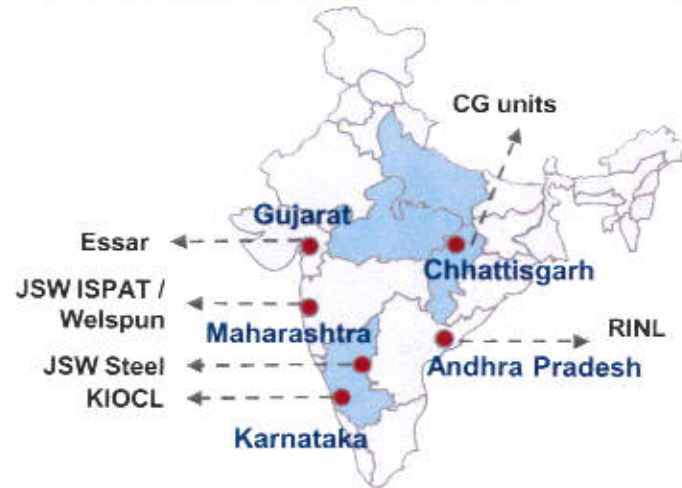 CG units
Gujarat
Essar
Chhattisgarh
JSW ISPAT /
Welspun
Maharashtra
RINL
JSW Steel
Andhra Pradesh
KIOCL
Karnataka